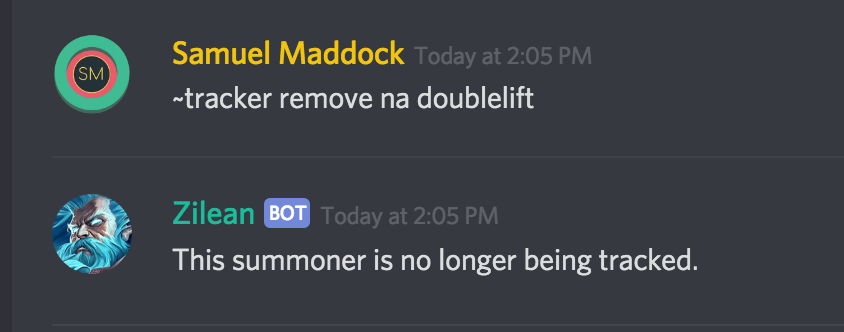 SM
Samuel Maddock Today at 2:05 PM
~tracker remove na doublelift
Zilean BOT Today at 2:05 PM
This summoner is no longer being tracked.